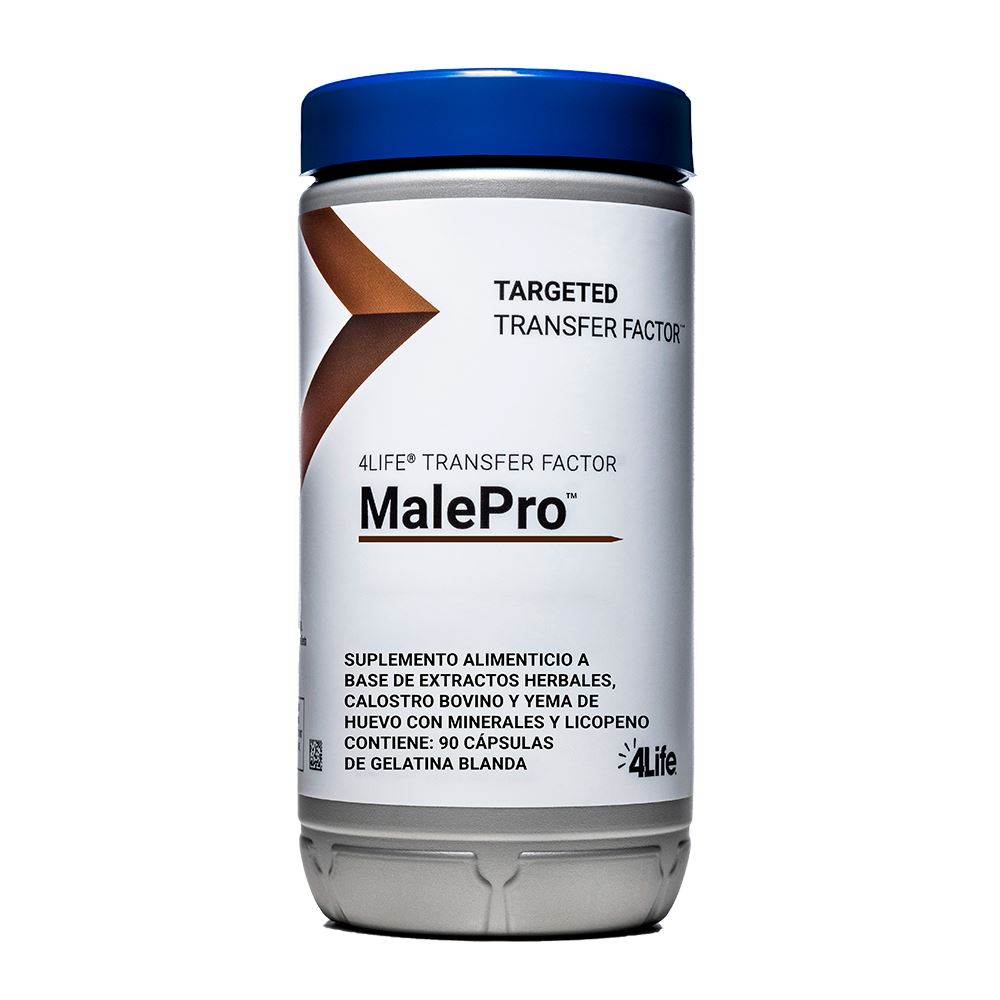 TARGETED
TRANSFER FACTOR™
4LIFE® TRANSFER FACTOR
MalePro™
SUPLEMENTO ALIMENTICIO A
BASE DE EXTRACTOS HERBALES,
CALOSTRO BOVINO Y YEMA DE
HUEVO CON MINERALES Y LICOPENO
CONTIENE: 90 CÁPSULAS
DE GELATINA BLANDA
4Life